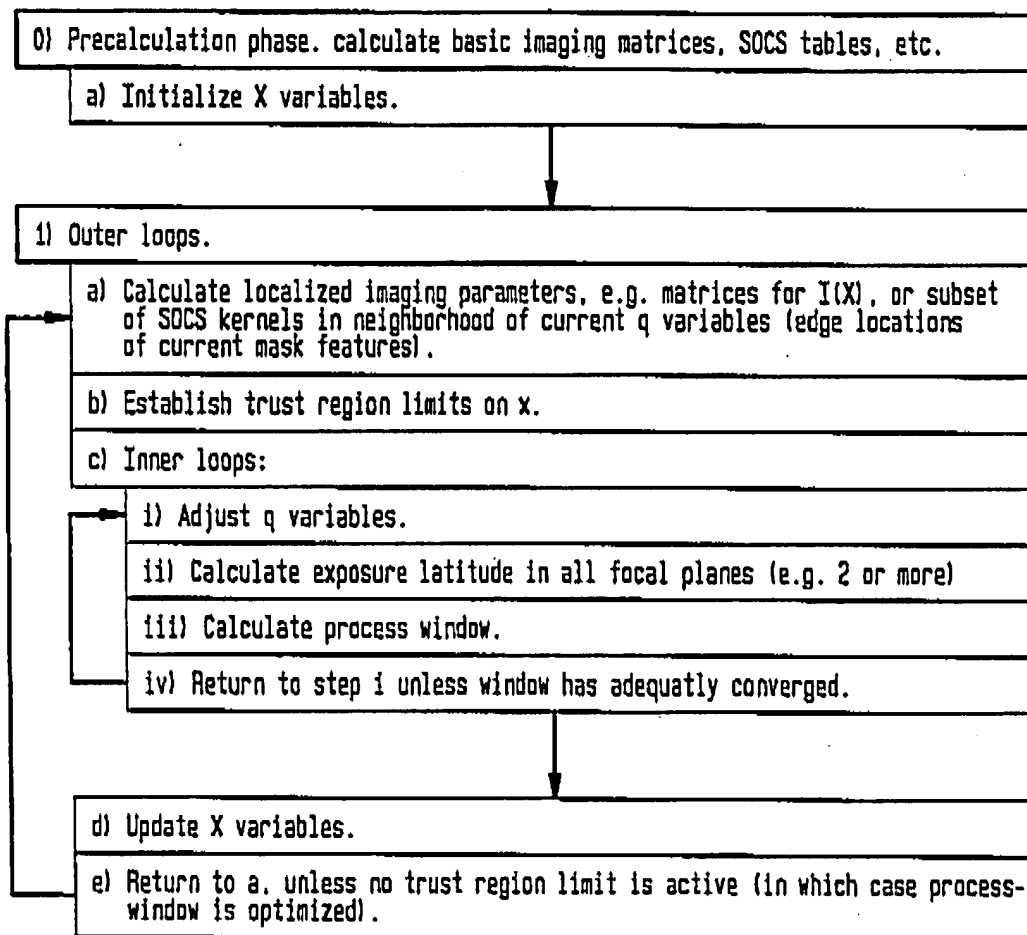 0) Precalculation phase. calculate basic imaging matrices, SOCS tables, etc.
a) Initialize X variables.
1) Outer loops.
a) Calculate localized imaging parameters, e.g. matrices for I(X), or subset
of SOCS kernels in neighborhood of current q variables (edge locations
of current mask features).
b) Establish trust region limits on x.
c) Inner loops:
i) Adjust q variables.
ii) Calculate exposure latitude in all focal planes (e.g. 2 or more)
iii) Calculate process window.
iv) Return to step i unless window has adequatly converged.
d) Update X variables.
e) Return to a, unless no trust region limit is active (in which case process-
window is optimized).